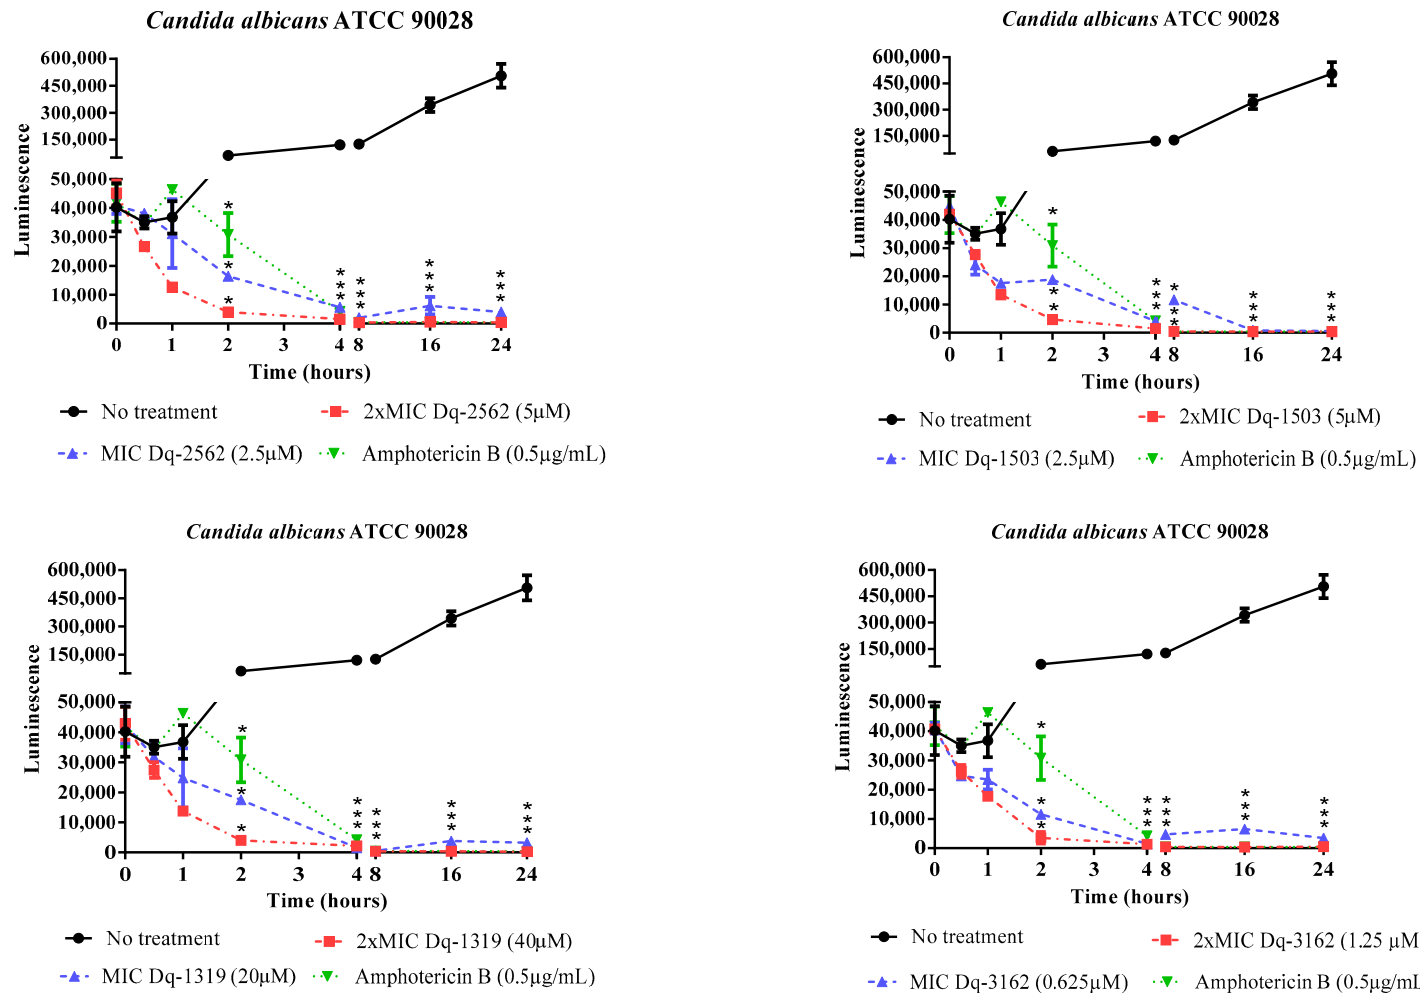 Candida albicans ATCC 90028
600,000
450,000
300,000
150,000
50,000
40,000
30,000
20,000
10,000
0
Luminescence
* * * * * * * * * * * * * * *
0 1 2 3 4 8 16 24
Time (hours)
No treatment 2xMIC Dq-2562 (5µM)
MIC Dq-2562 (2.5µM) Amphotericin B (0.5µg/mL)
Candida albicans ATCC 90028
600,000
450,000
300,000
150,000
50,000
40,000
30,000
20,000
10,000
0
Luminescence
* * * * * * * * * * * * * * *
0 1 2 3 4 8 16 24
Time (hours)
No treatment 2xMIC Dq-1503 (5µM)
MIC Dq-1503 (2.5µM) Amphotericin B (0.5µg/mL)
Candida albicans ATCC 90028
600,000
450,000
300,000
150,000
50,000
40,000
30,000
20,000
10,000
0
Luminescence
* * * * * * * * * * * * * * *
0 1 2 3 4 8 16 24
Time (hours)
No treatment 2xMIC Dq-1319 (40µM)
MIC Dq-1319 (20µM) Amphotericin B (0.5µg/mL)
Candida albicans ATCC 90028
600,000
450,000
300,000
150,000
50,000
40,000
30,000
20,000
10,000
0
Luminescence
* * * * * * * * * * * * * * *
0 1 2 3 4 8 16 24
Time (hours)
No treatment 2xMIC Dq-3162 (1.25 µM
MIC Dq-3162 (0.625µM) Amphotericin B (0.5µg/mL